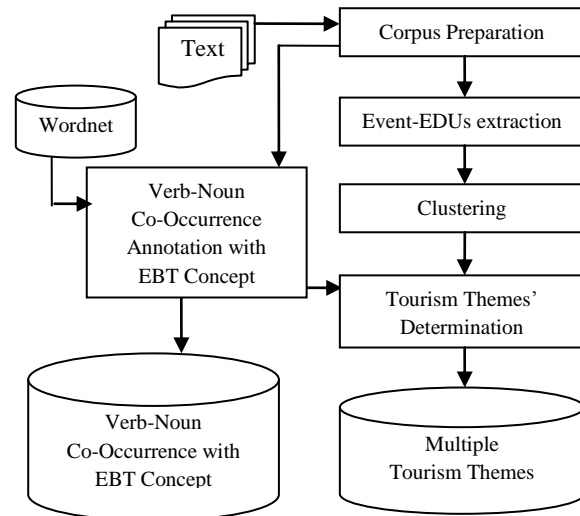 Text
Corpus Preparation
Wordnet
Event-EDUs extraction
Verb-Noun
Co-Occurrence
Annotation with
EBT Concept
Clustering
Tourism Themes'
Determination
Verb-Noun
Co-Occurrence with
EBT Concept
Multiple
Tourism Themes